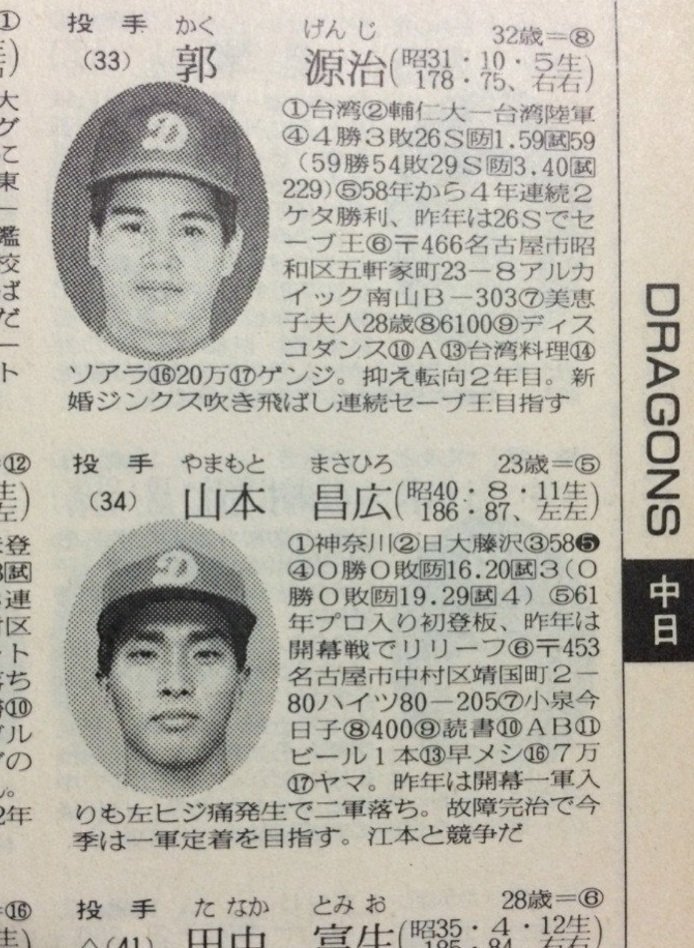 投手 かく げんじ 32歳=⑧
(33) 郭 源治(昭31・10・5生
178・75、右右)
①台湾②輔仁大―台湾陸軍
④4勝3敗26S防1.59試59
(59勝54敗29S防3.40試
229)⑤58年から4年連続2
ケタ勝利、昨年は26Sでセ
ーブ王⑥〒466名古屋市昭
和区五軒家町23―8アルカ
イック南山B―303⑦美恵
子夫人28歳⑧6100⑨ディス
コダンス⑩A⑬台湾料理⑭
ソアラ⑯20万⑰ゲンジ。抑え転向2年目。新
婚ジンクス吹き飛ばし連続セーブ王目指す
投手 やまもと まさひろ 23歳=⑤
(34) 山本 昌広(昭40・8・11生
186・87、左左)
①神奈川②日大藤沢③58❺
④0勝0敗防16.20試3(0
勝0敗防19.29試4) ⑤61
年プロ入り初登板、昨年は
開幕戦でリリーフ⑥〒453
名古屋市中村区靖国町2―
80ハイツ80―205⑦小泉今
日子⑧400⑨読書⑩AB⑪
ビール1本⑬早メシ⑯7万
⑰ヤマ。昨年は開幕一軍入
りも左ヒジ痛発生で二軍落ち。故障完治で今
季は一軍定着を目指す。江本と競争だ
投手 たなか とみお 28歳=⑥
△(41) 田中 富生(昭35・4・12生
185・84、右右)
DRAGONS
中日